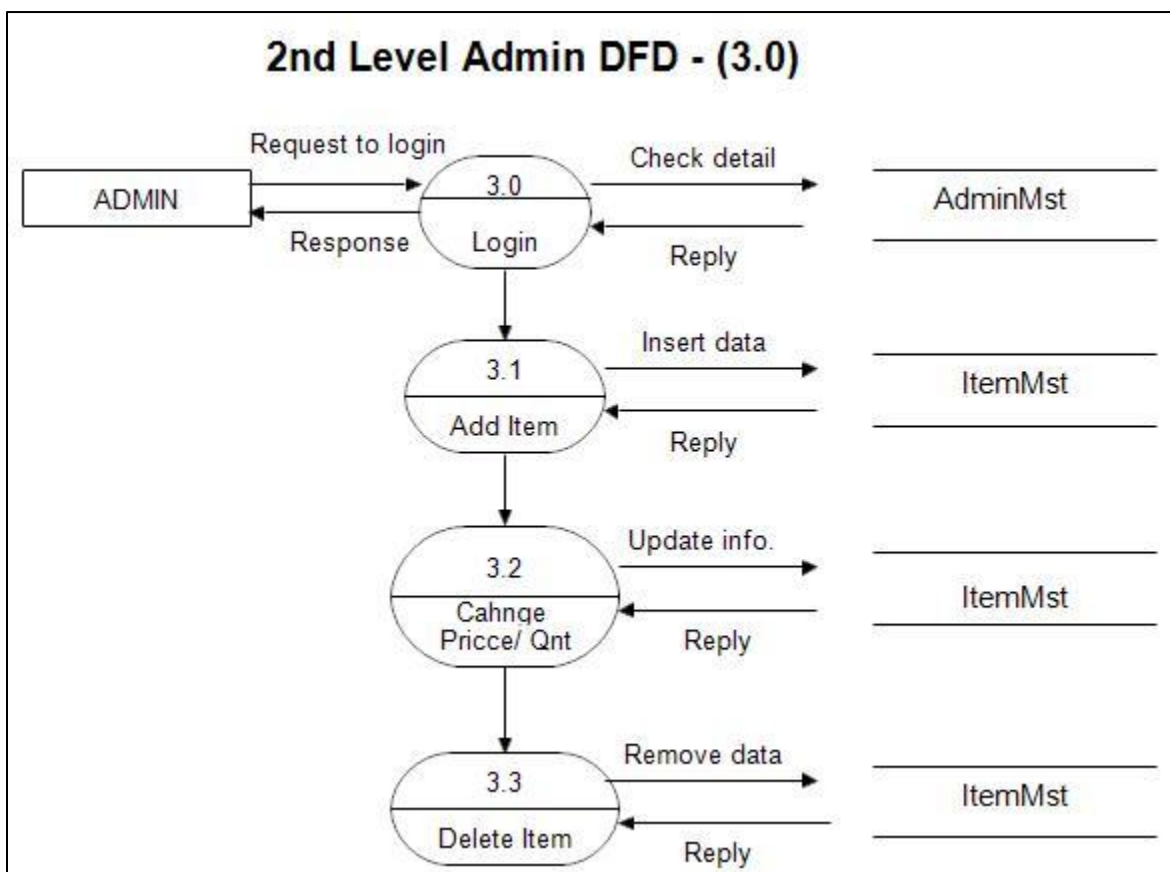 2nd Level Admin DFD - (3.0)
Request to login
Check detail
ADMIN
3.0
AdminMst
Response
Login
Reply
Insert data
3.1
ItemMst
Add Item
Reply
Update info.
3.2
ItemMst
Cahnge
Pricce/ Qnt
Reply
Remove data
3.3
ItemMst
Delete Item
Reply